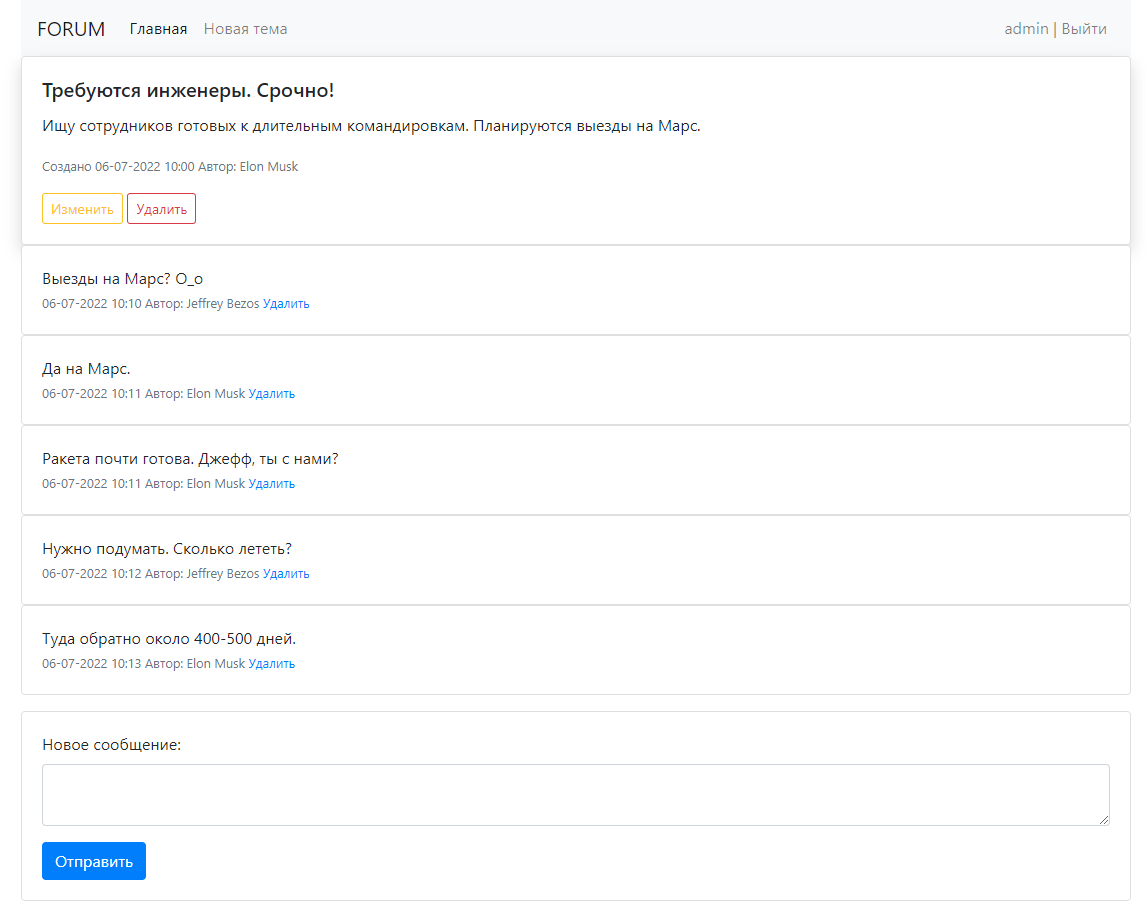 FORUM Главная Новая тема admin | Выйти
Требуются инженеры. Срочно!
Ищу сотрудников готовых к длительным командировкам. Планируются выезды на Марс.
Создано 06-07-2022 10:00 Автор: Elon Musk
Изменить Удалить
Выезды на Марс? О_о
06-07-2022 10:10 Автор: Jeffrey Bezos Удалить
Да на Марс.
06-07-2022 10:11 Автор: Elon Musk Удалить
Ракета почти готова. Джефф, ты с нами?
06-07-2022 10:11 Автор: Elon Musk Удалить
Нужно подумать. Сколько лететь?
06-07-2022 10:12 Автор: Jeffrey Bezos Удалить
Туда обратно около 400-500 дней.
06-07-2022 10:13 Автор: Elon Musk Удалить
Новое сообщение:
Отправить